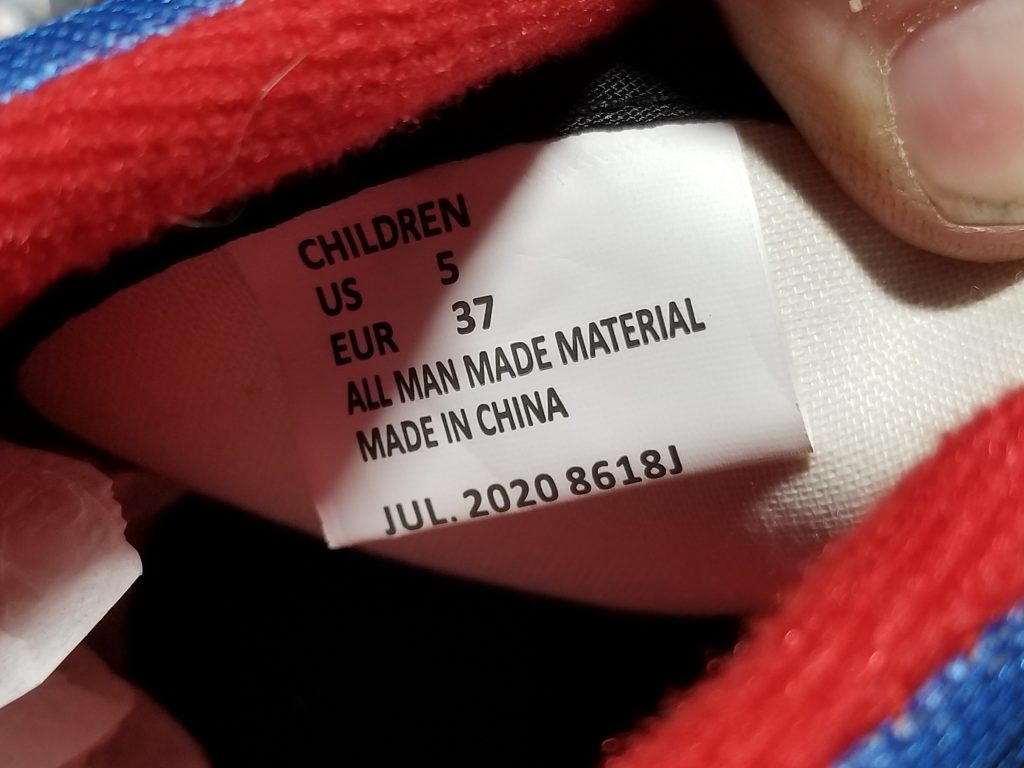 CHILDREN
US 5
EUR 37
ALL MAN MADE MATERIAL
MADE IN CHINA
JUL. 2020 8618J